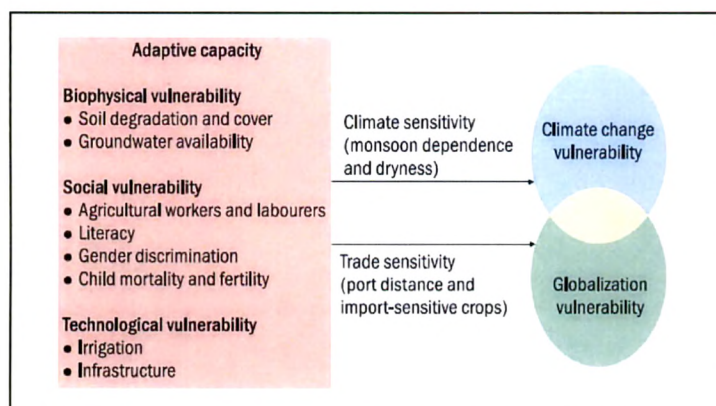 Adaptive capacity
Biophysical vulnerability
● Soil degradation and cover
● Groundwater availability
Social vulnerability
● Agricultural workers and labourers
● Literacy
● Gender discrimination
● Child mortality and fertility
Technological vulnerability
● Irrigation
● Infrastructure
Climate sensitivity
(monsoon dependence
and dryness)
Trade sensitivity
(port distance and
import-sensitive crops)
Climate change
vulnerability
Globalization
vulnerability